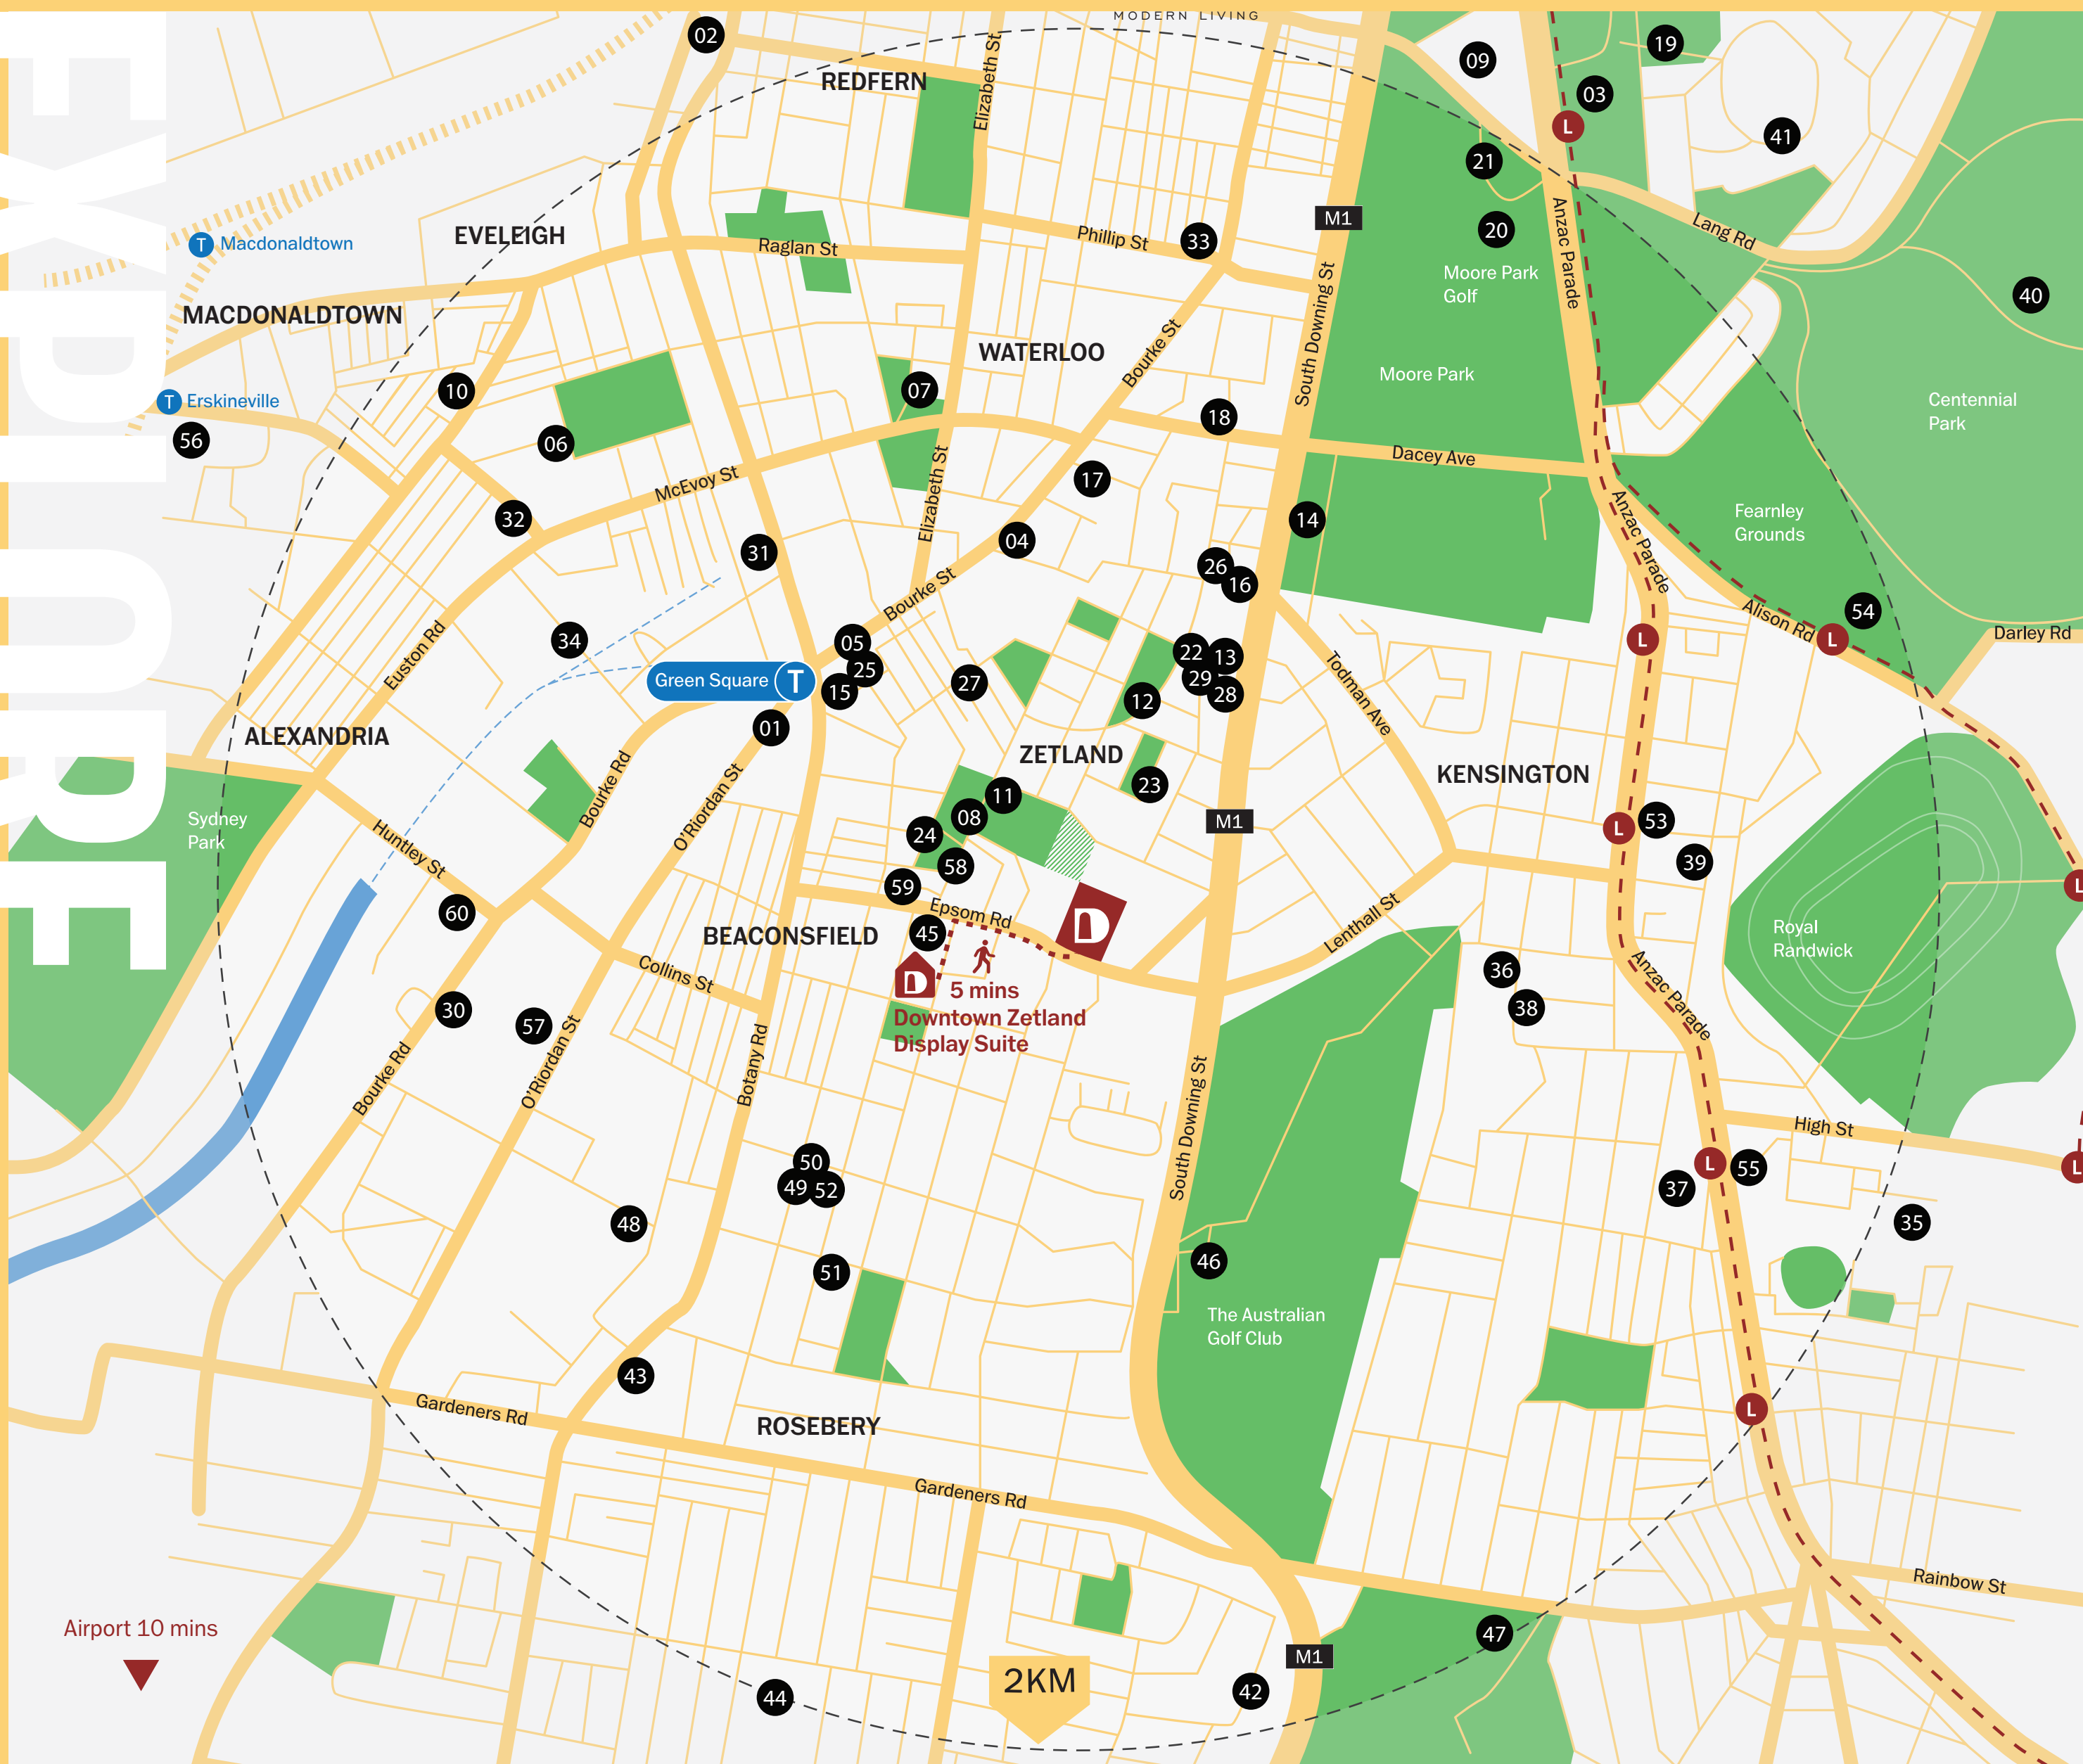 MODERN LIVING
EXPLORE
02
REDFERN
Elizabeth St
09
19
03
L
41
21
20
M1
Anzac Parade
Lang Rd
EVELEIGH
T Macdonaldtown
Raglan St
Phillip St
33
Moore Park
Golf
40
MACDONALDTOWN
South Downing St
WATERLOO
Bourke St
Moore Park
T Erskineville
10
07
Centennial
Park
18
56
06
Dacey Ave
McEvoy St
Elizabeth St
17
32
14
Anzac Parade
Fearnley
Grounds
31
04
26
16
Bourke St
54
Alison Rd
Darley Rd
34
Euston Rd
05
22
13
L
L
25
29
Todman Ave
Green Square T
15
27
12
28
01
ALEXANDRIA
ZETLAND
KENSINGTON
23
Bourke Rd
O'Riordan St
11
08
M1
L
53
Sydney
Park
Huntley St
24
58
39
59
L
60
Epsom Rd
Lenthall St
D
BEACONSFIELD
45
Royal
Randwick
Collins St
36
Anzac Parade
D
5 mins
38
30
57
Downtown Zetland
Display Suite
Bourke Rd
O'Riordan St
Botany Rd
South Downing St
High St
50
L
55
L
49
52
37
48
35
51
46
The Australian
Golf Club
43
Gardeners Rd
L
ROSEBERY
Gardeners Rd
Rainbow St
Airport 10 mins
47
M1
2KM
44
42